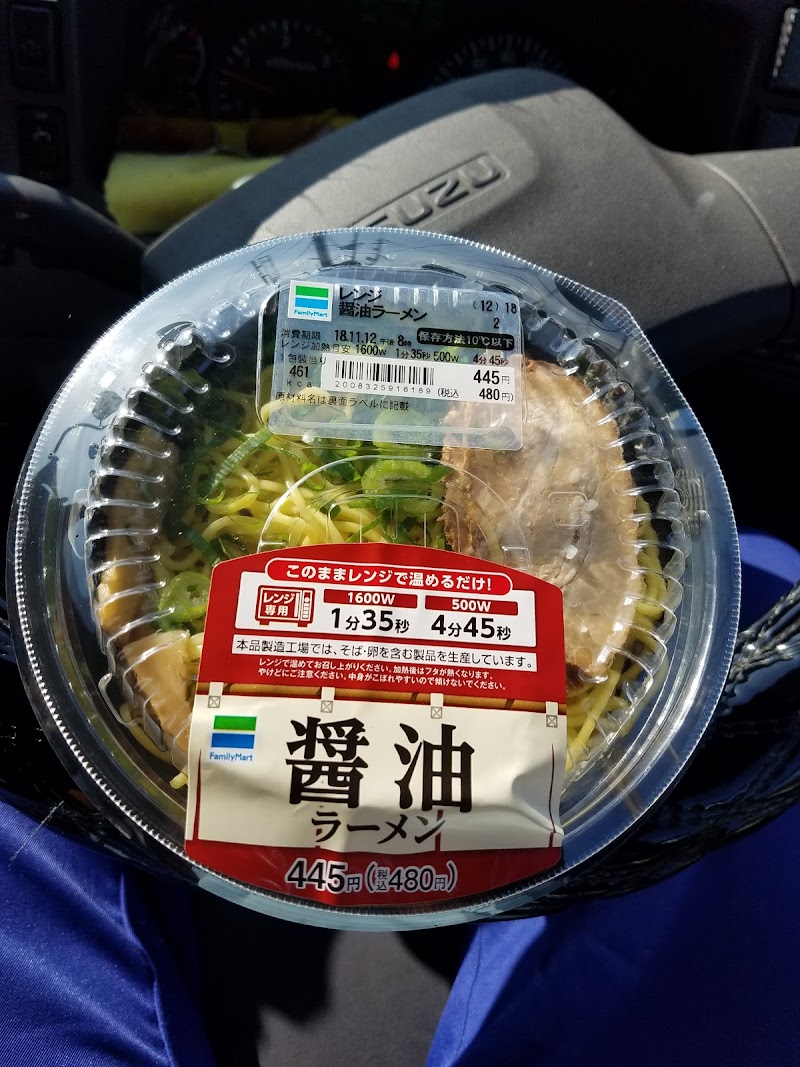 SUZU
FamilyMart
レンジ
醤油ラーメン
(12) 18
2
消費期限 18.11.12 午後 8時 保存方法10℃以下
レンジ加熱目安 1600W 1分35秒 500W 4分45秒
1包装当り
461
kca
2008325918189
445円
(税込 480円)
原材料名は裏面ラベルに記載
このままレンジで温めるだけ!
レンジ専用
1600W
1分35秒
500W
4分45秒
本品製造工場では、そば・卵を含む製品を生産しています。
レンジで温めてお召し上がりください。加熱後はフタが熱くなります。
やけどにご注意ください。中身がこぼれやすいので傾けないでください。
FamilyMart
醤油
ラーメン
445円(税込480円)